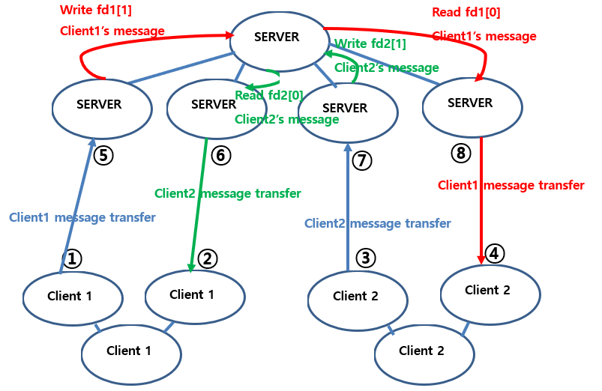 Write fd1[1]
Client1's message
Read fd1[0]
Client1's message
SERVER
Write fd2[1]
Client2's message
Read fd2[0]
Client2's message
SERVER
SERVER
SERVER
SERVER
⑤
⑥
⑦
⑧
Client1 message transfer
Client2 message transfer
Client2 message transfer
Client1 message transfer
①
②
③
④
Client 1
Client 1
Client 2
Client 2
Client 1
Client 2